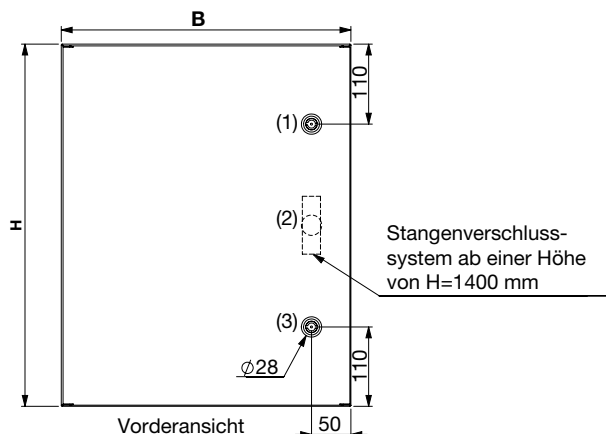 B
110
(1)
H
(2)
Stangenverschluss-
system ab einer Höhe
von H=1400 mm
(3)
∅28
110
Vorderansicht
50